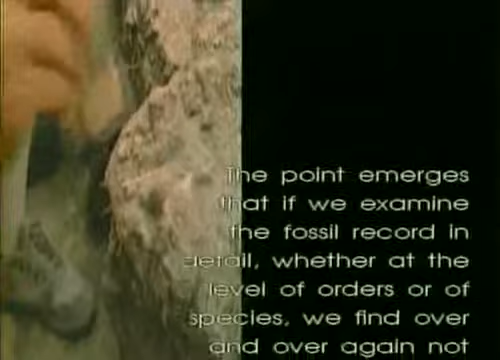 The point emerges
that if we examine
the fossil record in
detail, whether at the
level of orders or of
species, we find over
and over again not